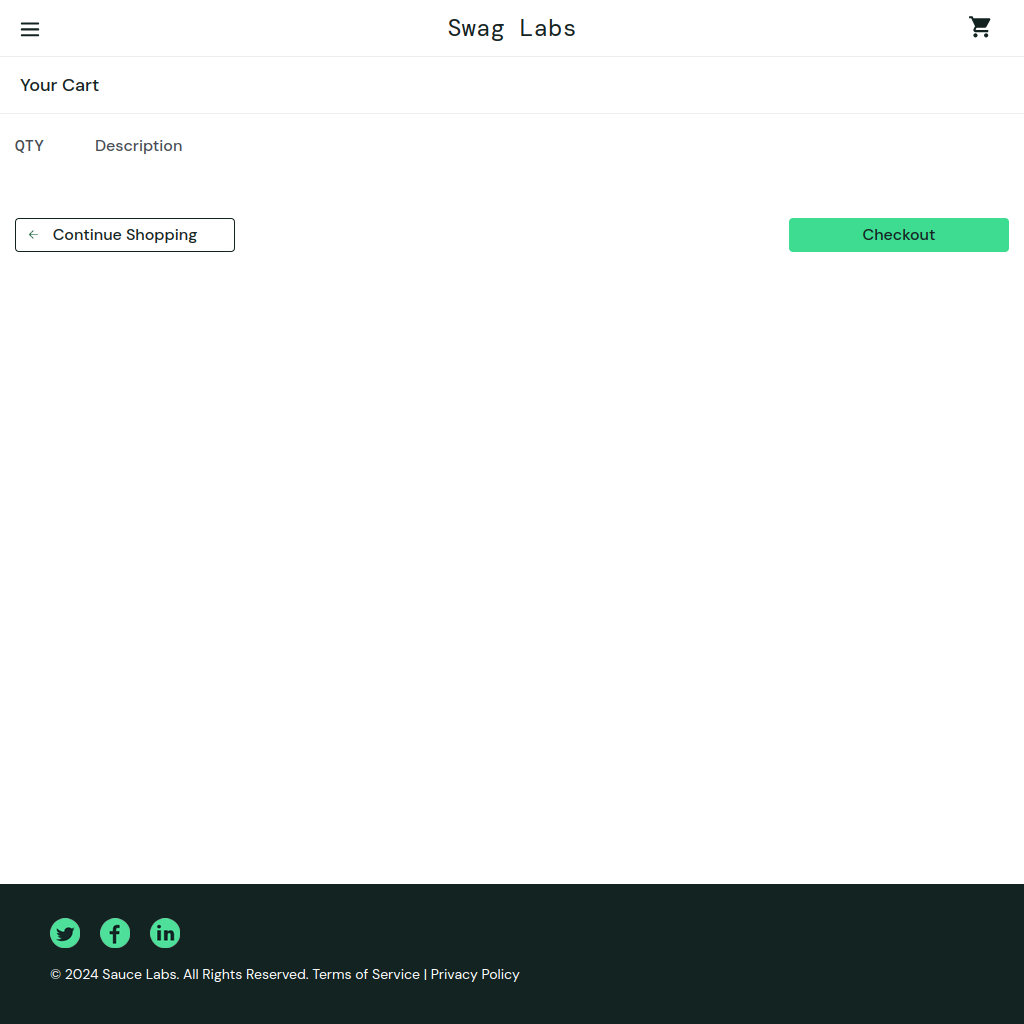 Swag Labs
Your Cart
QTY Description
Continue Shopping Checkout
© 2024 Sauce Labs. All Rights Reserved. Terms of Service | Privacy Policy